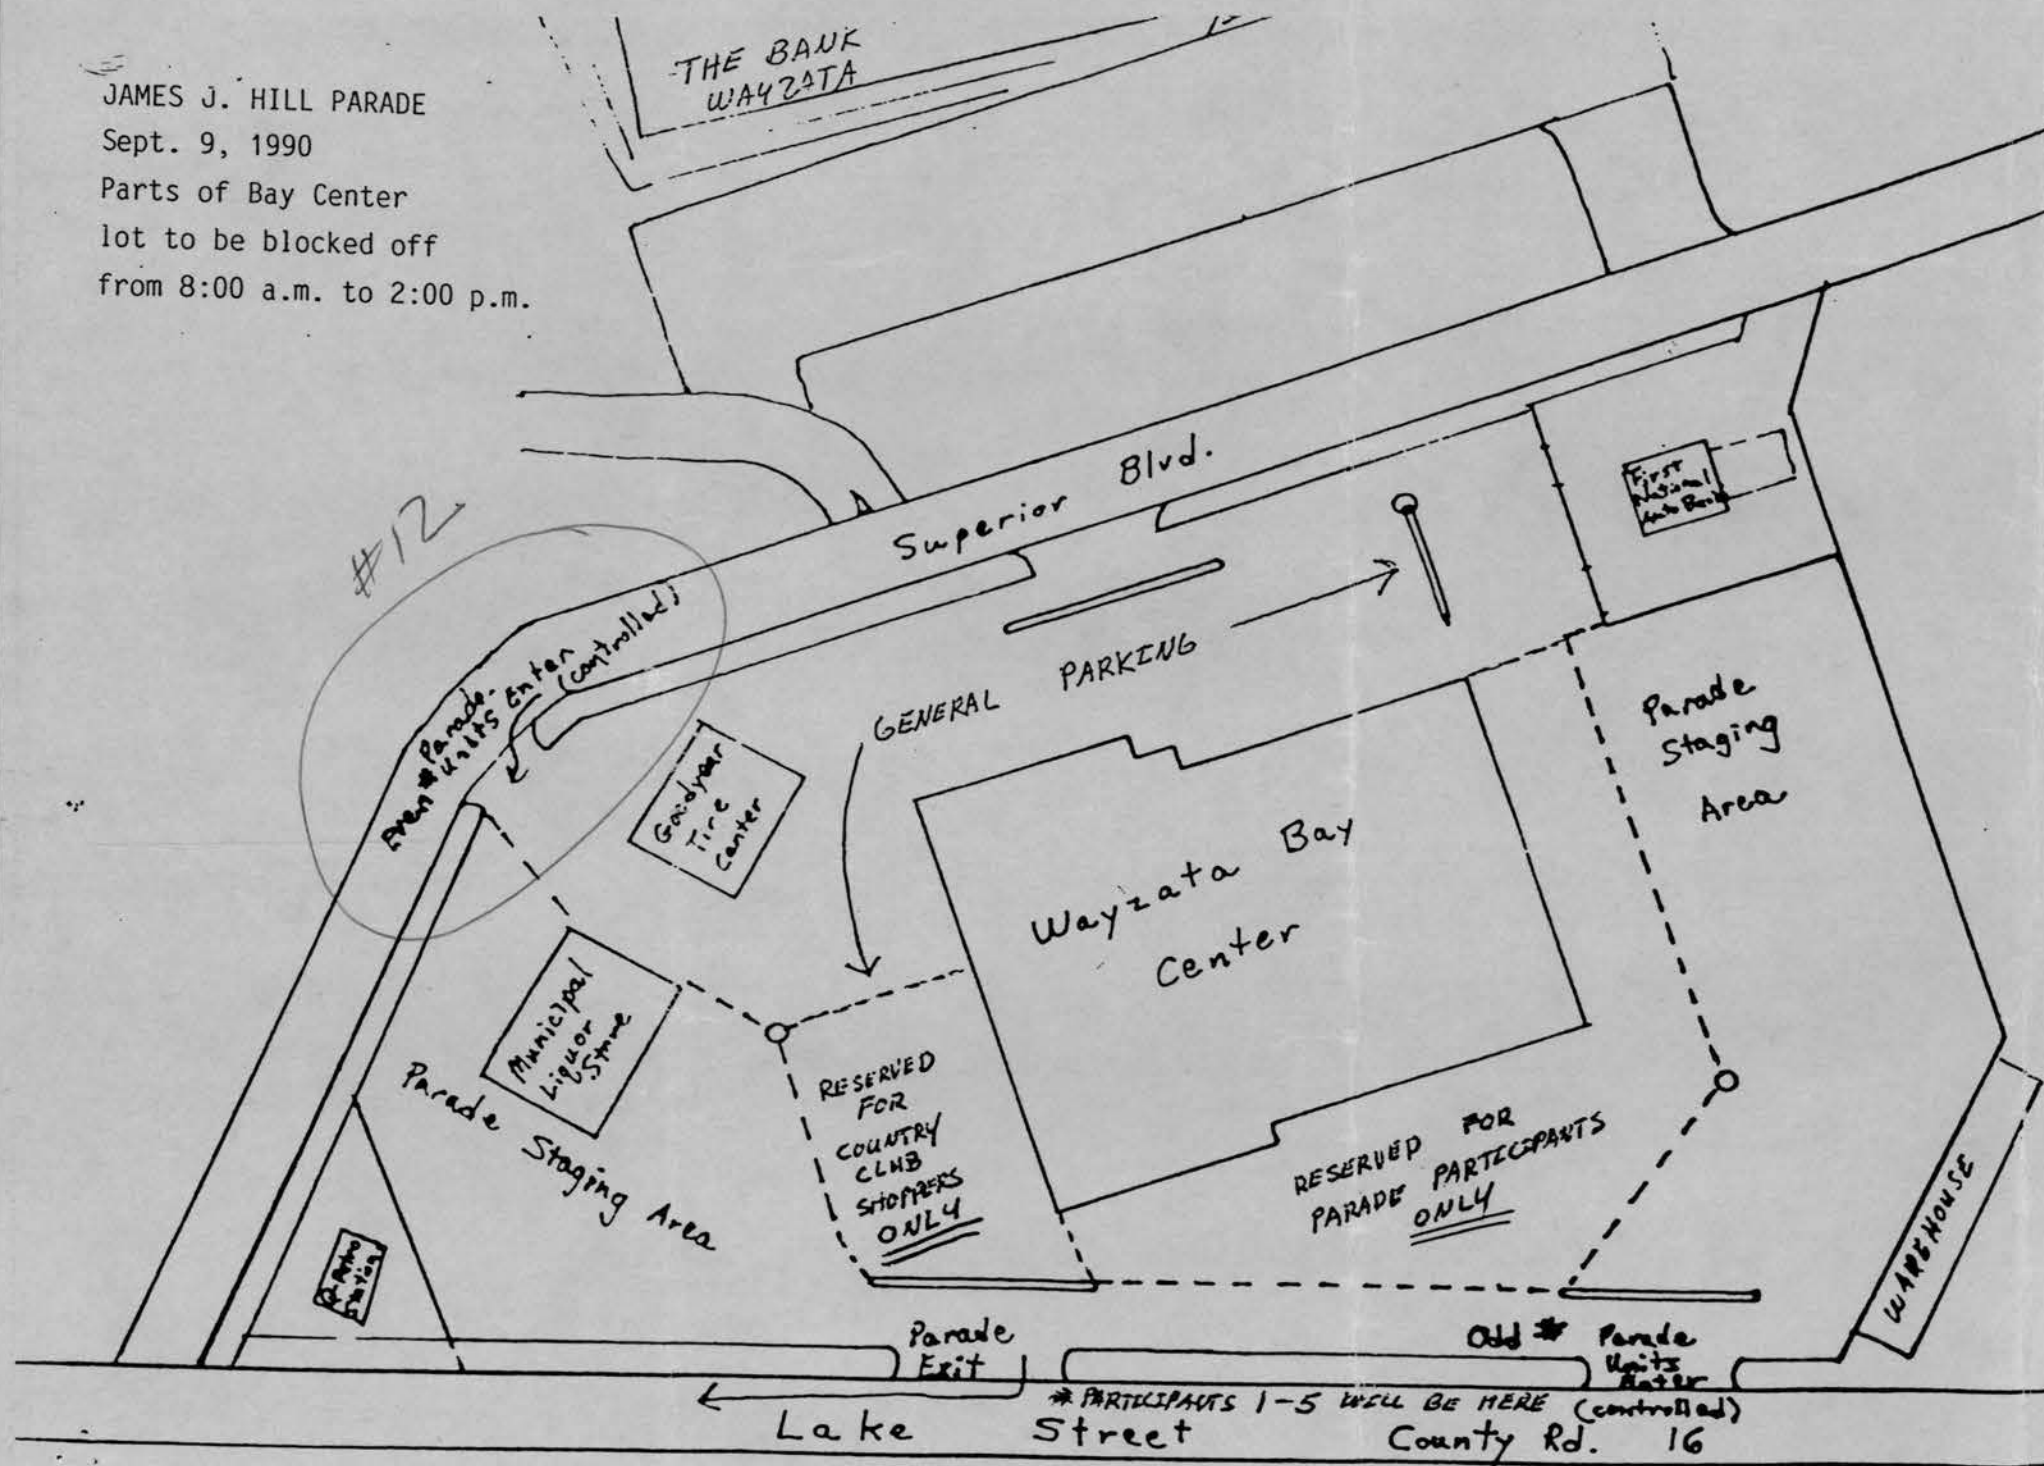 JAMES J. HILL PARADE
Sept. 9, 1990
Parts of Bay Center
lot to be blocked off
from 8:00 a.m. to 2:00 p.m.
THE BANK
WAYZATA
#12
Superior Blvd.
First
National
Auto Bank
Parade
Even # Units Enter
(controlled)
GENERAL PARKING
Goodyear
Tire
Center
Parade
Staging
Area
Wayzata Bay
Center
Municipal
Liquor
Store
Parade Staging Area
RESERVED
FOR
COUNTRY
CLUB
SHOPPERS
ONLY
RESERVED FOR
PARADE PARTICIPANTS
ONLY
Q-Petro
Station
WAREHOUSE
Parade
Exit
Odd # Parade
Units
Enter
(controlled)
* PARTICIPANTS 1-5 WILL BE HERE
Lake Street County Rd. 16